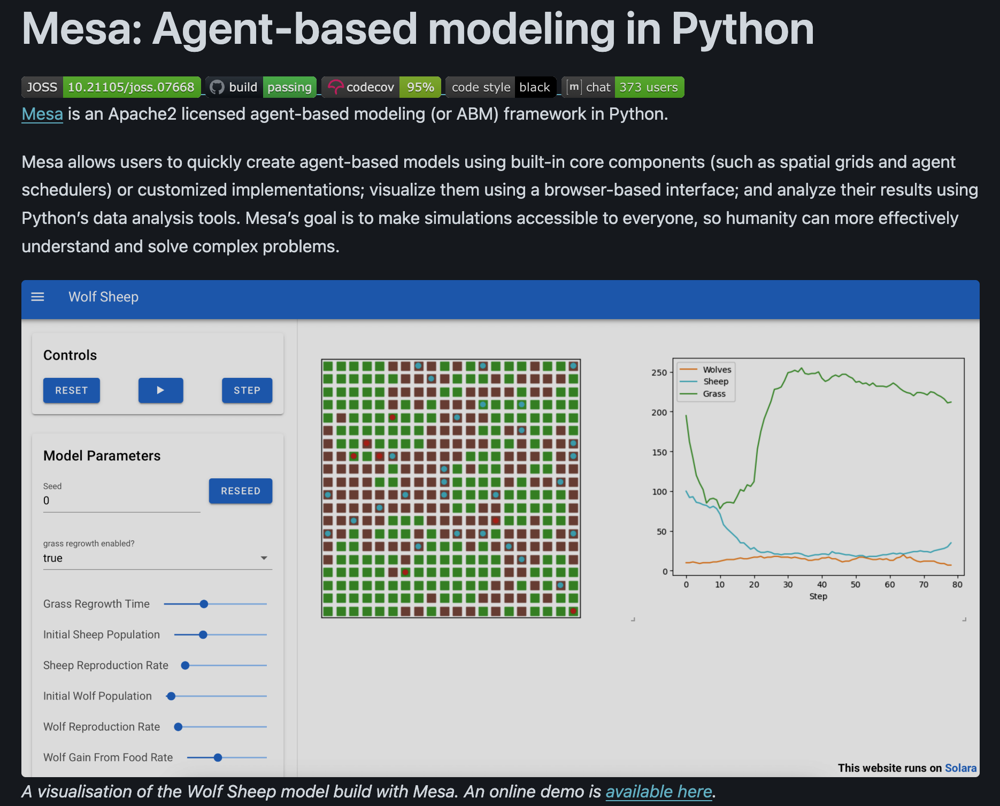 Mesa: Agent-based modeling in Python
JOSS 10.21105/joss.07668 build passing codecov 95% code style black [m] chat 373 users
Mesa is an Apache2 licensed agent-based modeling (or ABM) framework in Python.
Mesa allows users to quickly create agent-based models using built-in core components (such as spatial grids and agent
schedulers) or customized implementations; visualize them using a browser-based interface; and analyze their results using
Python’s data analysis tools. Mesa’s goal is to make simulations accessible to everyone, so humanity can more effectively
understand and solve complex problems.
Wolf Sheep
Controls
RESET
STEP
Model Parameters
Seed
0
RESEED
grass regrowth enabled?
true
Grass Regrowth Time
Initial Sheep Population
Sheep Reproduction Rate
Initial Wolf Population
Wolf Reproduction Rate
Wolf Gain From Food Rate
Wolves
Sheep
Grass
250
200
150
100
50
0
0 10 20 30 40 50 60 70 80
Step
This website runs on Solara
A visualisation of the Wolf Sheep model build with Mesa. An online demo is available here.